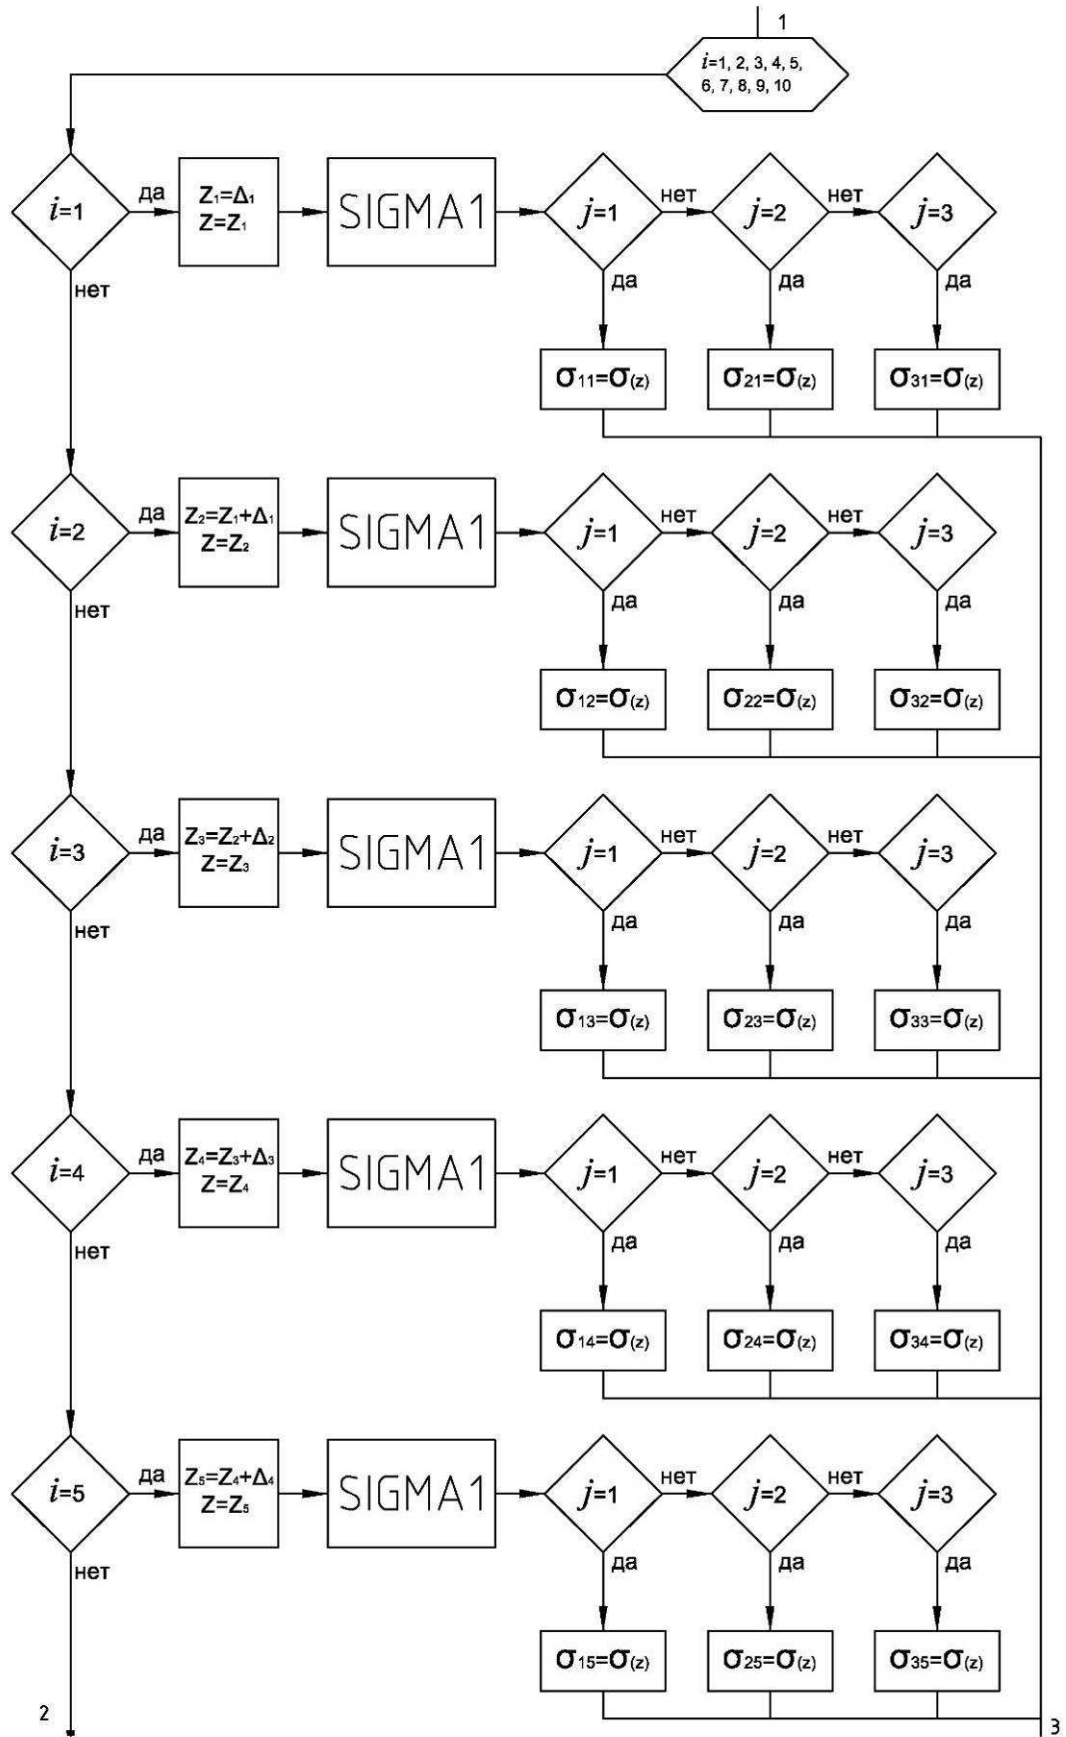 1
i=1, 2, 3, 4, 5,
6, 7, 8, 9, 10
i=1
да
Z₁=Δ₁
Z=Z₁
SIGMA1
j=1
нет
j=2
нет
j=3
нет
да
да
да
σ₁₁=σ₍z₎
σ₂₁=σ₍z₎
σ₃₁=σ₍z₎
i=2
да
Z₂=Z₁+Δ₁
Z=Z₂
SIGMA1
j=1
нет
j=2
нет
j=3
нет
да
да
да
σ₁₂=σ₍z₎
σ₂₂=σ₍z₎
σ₃₂=σ₍z₎
i=3
да
Z₃=Z₂+Δ₂
Z=Z₃
SIGMA1
j=1
нет
j=2
нет
j=3
нет
да
да
да
σ₁₃=σ₍z₎
σ₂₃=σ₍z₎
σ₃₃=σ₍z₎
i=4
да
Z₄=Z₃+Δ₃
Z=Z₄
SIGMA1
j=1
нет
j=2
нет
j=3
нет
да
да
да
σ₁₄=σ₍z₎
σ₂₄=σ₍z₎
σ₃₄=σ₍z₎
i=5
да
Z₅=Z₄+Δ₄
Z=Z₅
SIGMA1
j=1
нет
j=2
нет
j=3
нет
да
да
да
σ₁₅=σ₍z₎
σ₂₅=σ₍z₎
σ₃₅=σ₍z₎
2
3